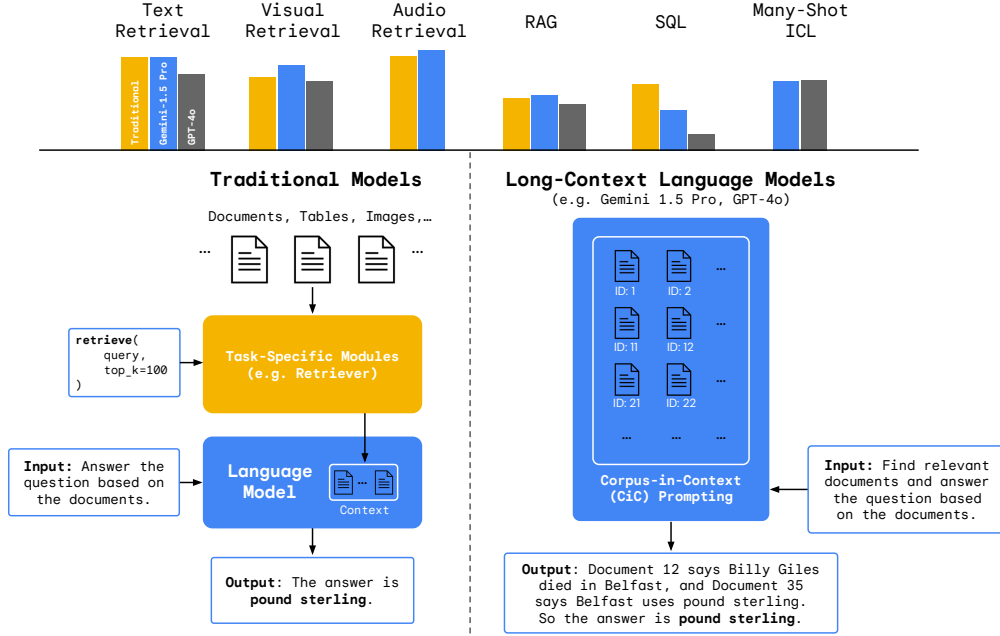 Text
Retrieval
Visual
Retrieval
Audio
Retrieval
RAG
SQL
Many-Shot
ICL
Traditional
Gemini-1.5 Pro
GPT-4o
Traditional Models
Documents, Tables, Images,…
...
...
retrieve(
query,
top_k=100
)
Task-Specific Modules
(e.g. Retriever)
Input: Answer the
question based on
the documents.
Language
Model
...
Context
Output: The answer is
pound sterling.
Long-Context Language Models
(e.g. Gemini 1.5 Pro, GPT-4o)
...
ID: 1
ID: 2
...
ID: 11
ID: 12
...
ID: 21
ID: 22
... ... ...
Corpus-in-Context
(CiC) Prompting
Input: Find relevant
documents and answer
the question based
on the documents.
Output: Document 12 says Billy Giles
died in Belfast, and Document 35
says Belfast uses pound sterling.
So the answer is pound sterling.